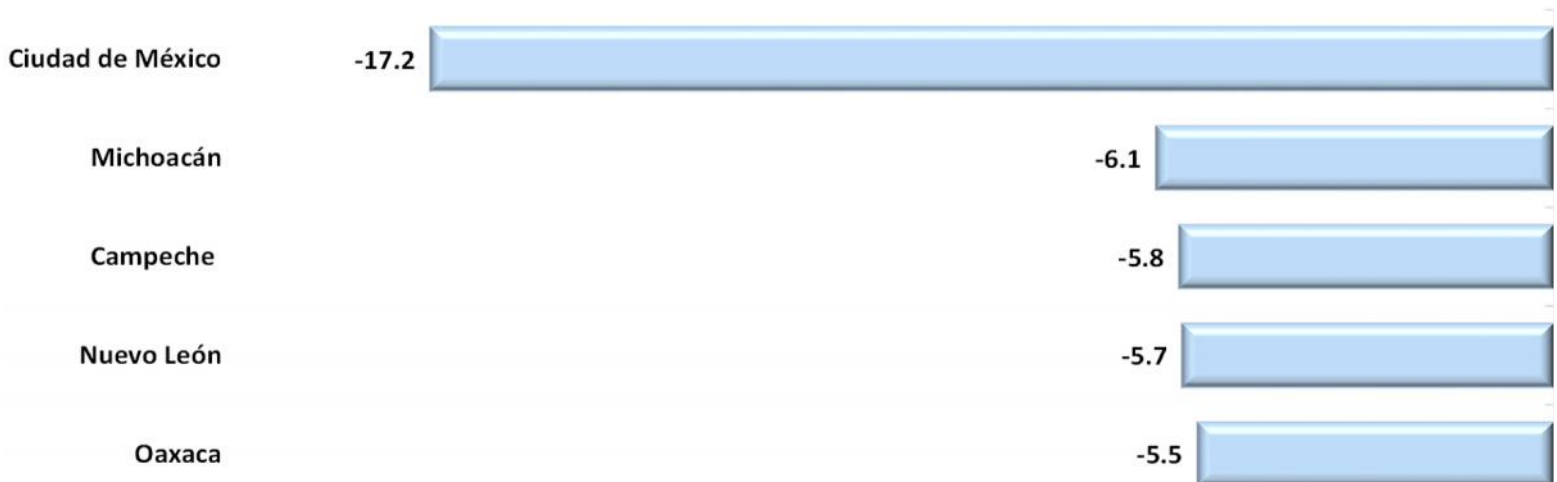 Ciudad de México -17.2
Michoacán -6.1
Campeche -5.8
Nuevo León -5.7
Oaxaca -5.5